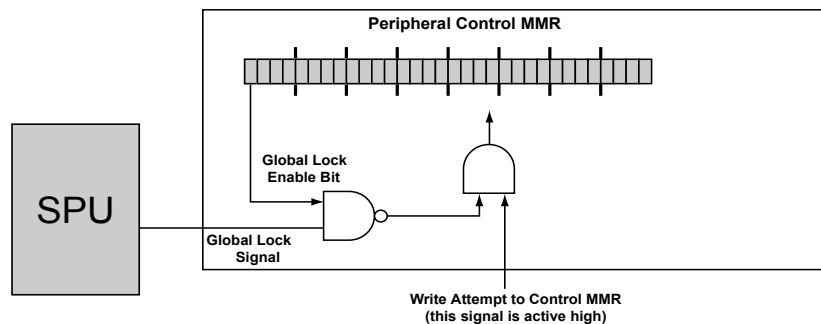 Peripheral Control MMR
Global Lock
Enable Bit
SPU
Global Lock
Signal
Write Attempt to Control MMR
(this signal is active high)